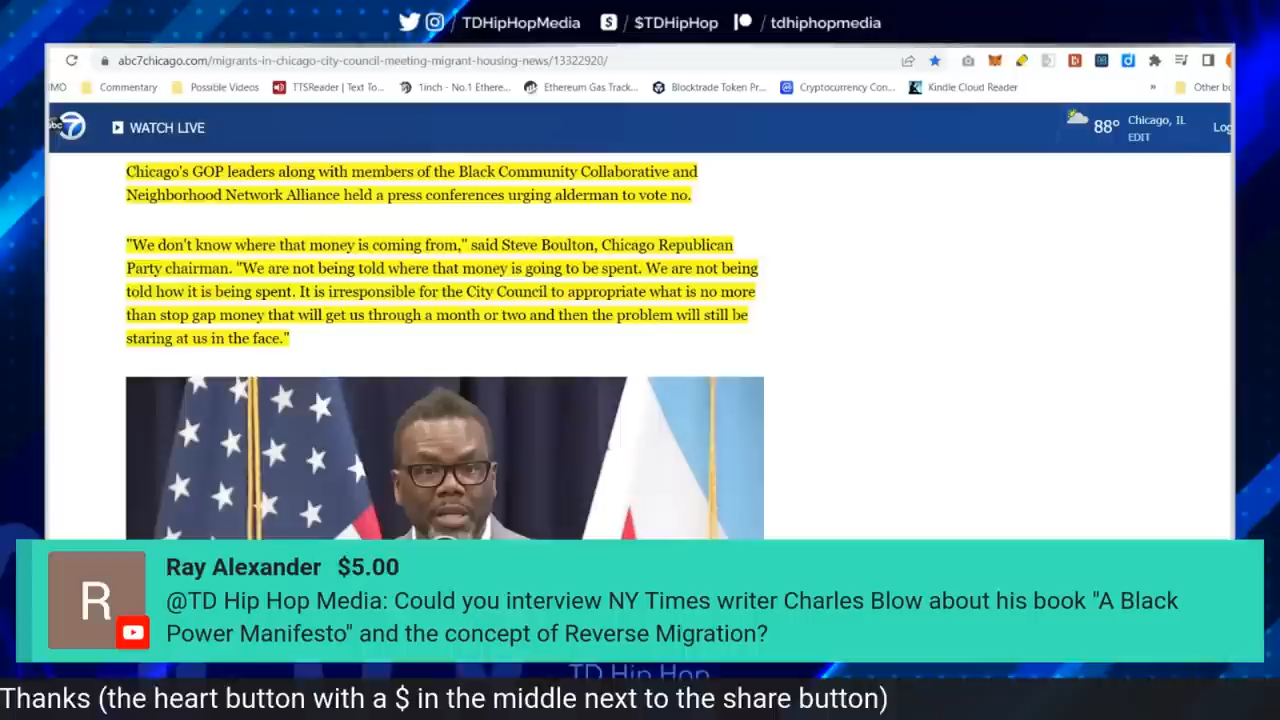 / TDHipHopMedia
/ $TDHipHop
/ tdhiphopmedia
abc7chicago.com/migrants-in-chicago-city-council-meeting-migrant-housing-news/13322920/
MO Commentary Possible Videos TTSReader | Text To... 1inch - No.1 Ethere... Ethereum Gas Track... Blocktrade Token Pr... Cryptocurrency Con... Kindle Cloud Reader » Other bo
abc 7 WATCH LIVE 88° Chicago, IL Log
EDIT
Chicago's GOP leaders along with members of the Black Community Collaborative and
Neighborhood Network Alliance held a press conferences urging alderman to vote no.
"We don't know where that money is coming from," said Steve Boulton, Chicago Republican
Party chairman. "We are not being told where that money is going to be spent. We are not being
told how it is being spent. It is irresponsible for the City Council to appropriate what is no more
than stop gap money that will get us through a month or two and then the problem will still be
staring at us in the face."
R
Ray Alexander $5.00
@TD Hip Hop Media: Could you interview NY Times writer Charles Blow about his book "A Black
Power Manifesto" and the concept of Reverse Migration?
TD Hip Hop
Thanks (the heart button with a $ in the middle next to the share button)